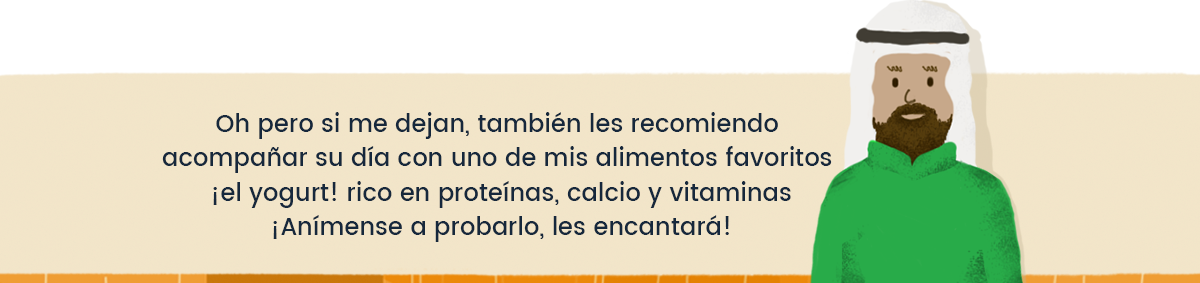 Oh pero si me dejan, también les recomiendo
acompañar su día con uno de mis alimentos favoritos
¡el yogurt! rico en proteínas, calcio y vitaminas
¡Anímense a probarlo, les encantará!